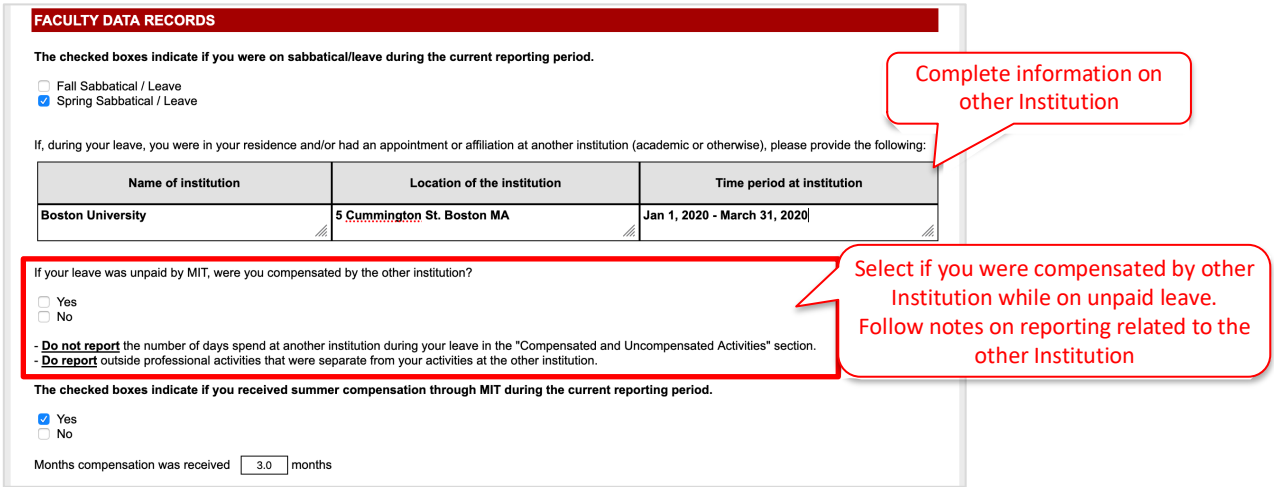 FACULTY DATA RECORDS
The checked boxes indicate if you were on sabbatical/leave during the current reporting period.
Fall Sabbatical / Leave
Spring Sabbatical / Leave
Complete information on
other Institution
If, during your leave, you were in your residence and/or had an appointment or affiliation at another institution (academic or otherwise), please provide the following:
Name of institution Location of the institution Time period at institution
Boston University 5 Cummington St. Boston MA Jan 1, 2020 - March 31, 2020
If your leave was unpaid by MIT, were you compensated by the other institution?
Yes
No
- Do not report the number of days spend at another institution during your leave in the "Compensated and Uncompensated Activities" section.
- Do report outside professional activities that were separate from your activities at the other institution.
Select if you were compensated by other
Institution while on unpaid leave.
Follow notes on reporting related to the
other Institution
The checked boxes indicate if you received summer compensation through MIT during the current reporting period.
Yes
No
Months compensation was received 3.0 months